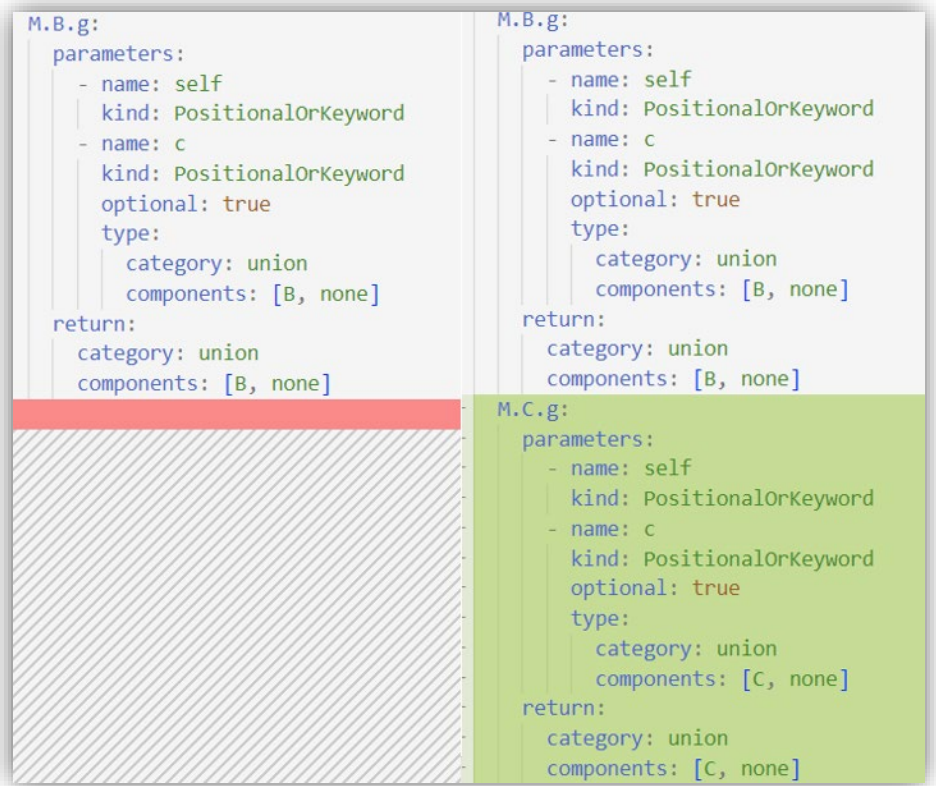 M.B.g:
  parameters:
    - name: self
      kind: PositionalOrKeyword
    - name: c
      kind: PositionalOrKeyword
      optional: true
      type:
        category: union
        components: [B, none]
  return:
    category: union
    components: [B, none]
M.B.g:
  parameters:
    - name: self
      kind: PositionalOrKeyword
    - name: c
      kind: PositionalOrKeyword
      optional: true
      type:
        category: union
        components: [B, none]
  return:
    category: union
    components: [B, none]
M.C.g:
  parameters:
    - name: self
      kind: PositionalOrKeyword
    - name: c
      kind: PositionalOrKeyword
      optional: true
      type:
        category: union
        components: [C, none]
  return:
    category: union
    components: [C, none]